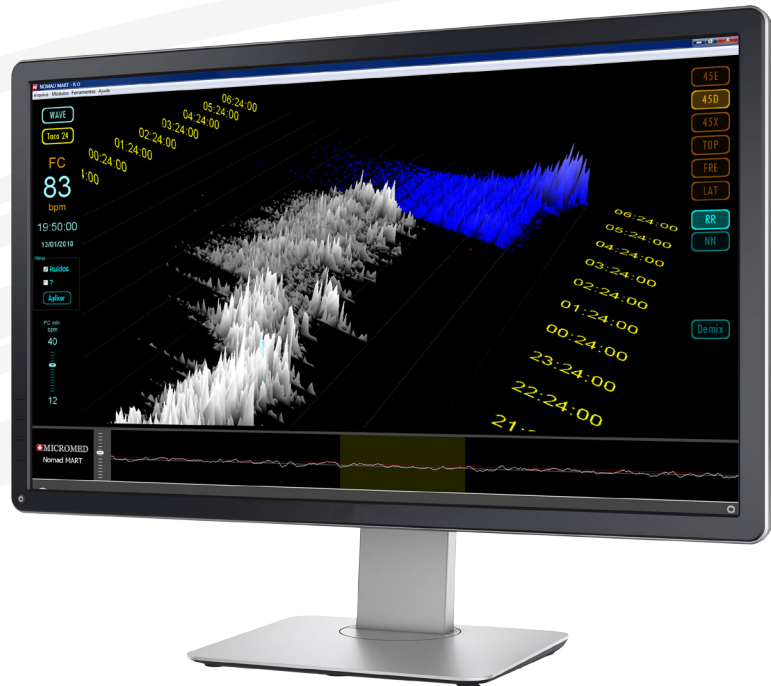 NOMAD MART - R O
Arquivo Módulos Ferramentas Ajuda
WAVE
Taco 24
FC
83
bpm
19:50:00
13/01/2010
Ruídos
?
Aplicar
FC min
bpm
40
12
06:24:00
05:24:00
04:24:00
03:24:00
02:24:00
01:24:00
00:24:00
45E
45D
45X
TOP
FRE
LAT
RR
NN
Demix
06:24:00
05:24:00
04:24:00
03:24:00
02:24:00
01:24:00
00:24:00
23:24:00
22:24:00
MICROMED
Nomad MART